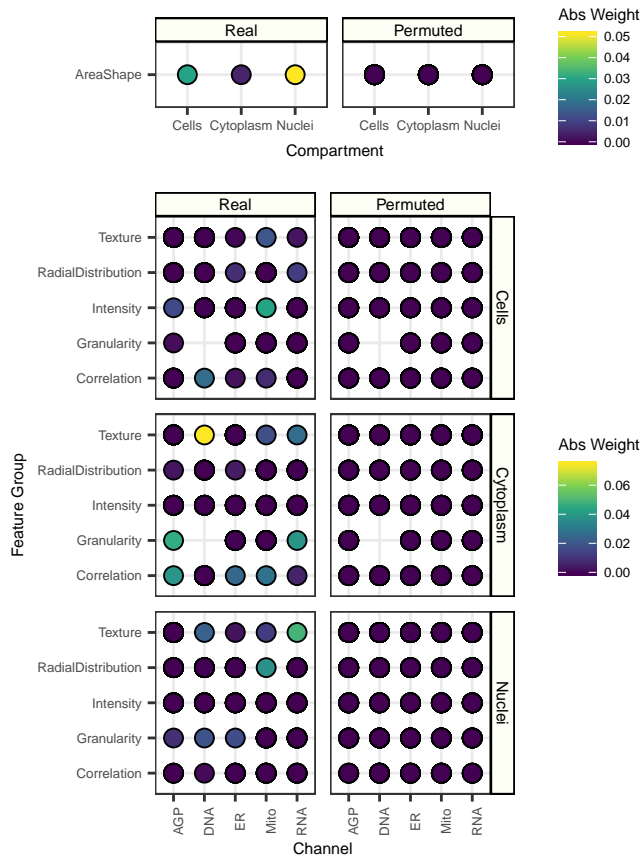 Real Permuted
AreaShape
Cells Cytoplasm Nuclei Cells Cytoplasm Nuclei
Compartment
Abs Weight
0.05
0.04
0.03
0.02
0.01
0.00
Real Permuted
Texture
RadialDistribution
Intensity
Granularity
Correlation
Cells
Texture
RadialDistribution
Intensity
Granularity
Correlation
Cytoplasm
Texture
RadialDistribution
Intensity
Granularity
Correlation
Nuclei
Feature Group
AGP DNA ER Mito RNA AGP DNA ER Mito RNA
Channel
Abs Weight
0.06
0.04
0.02
0.00